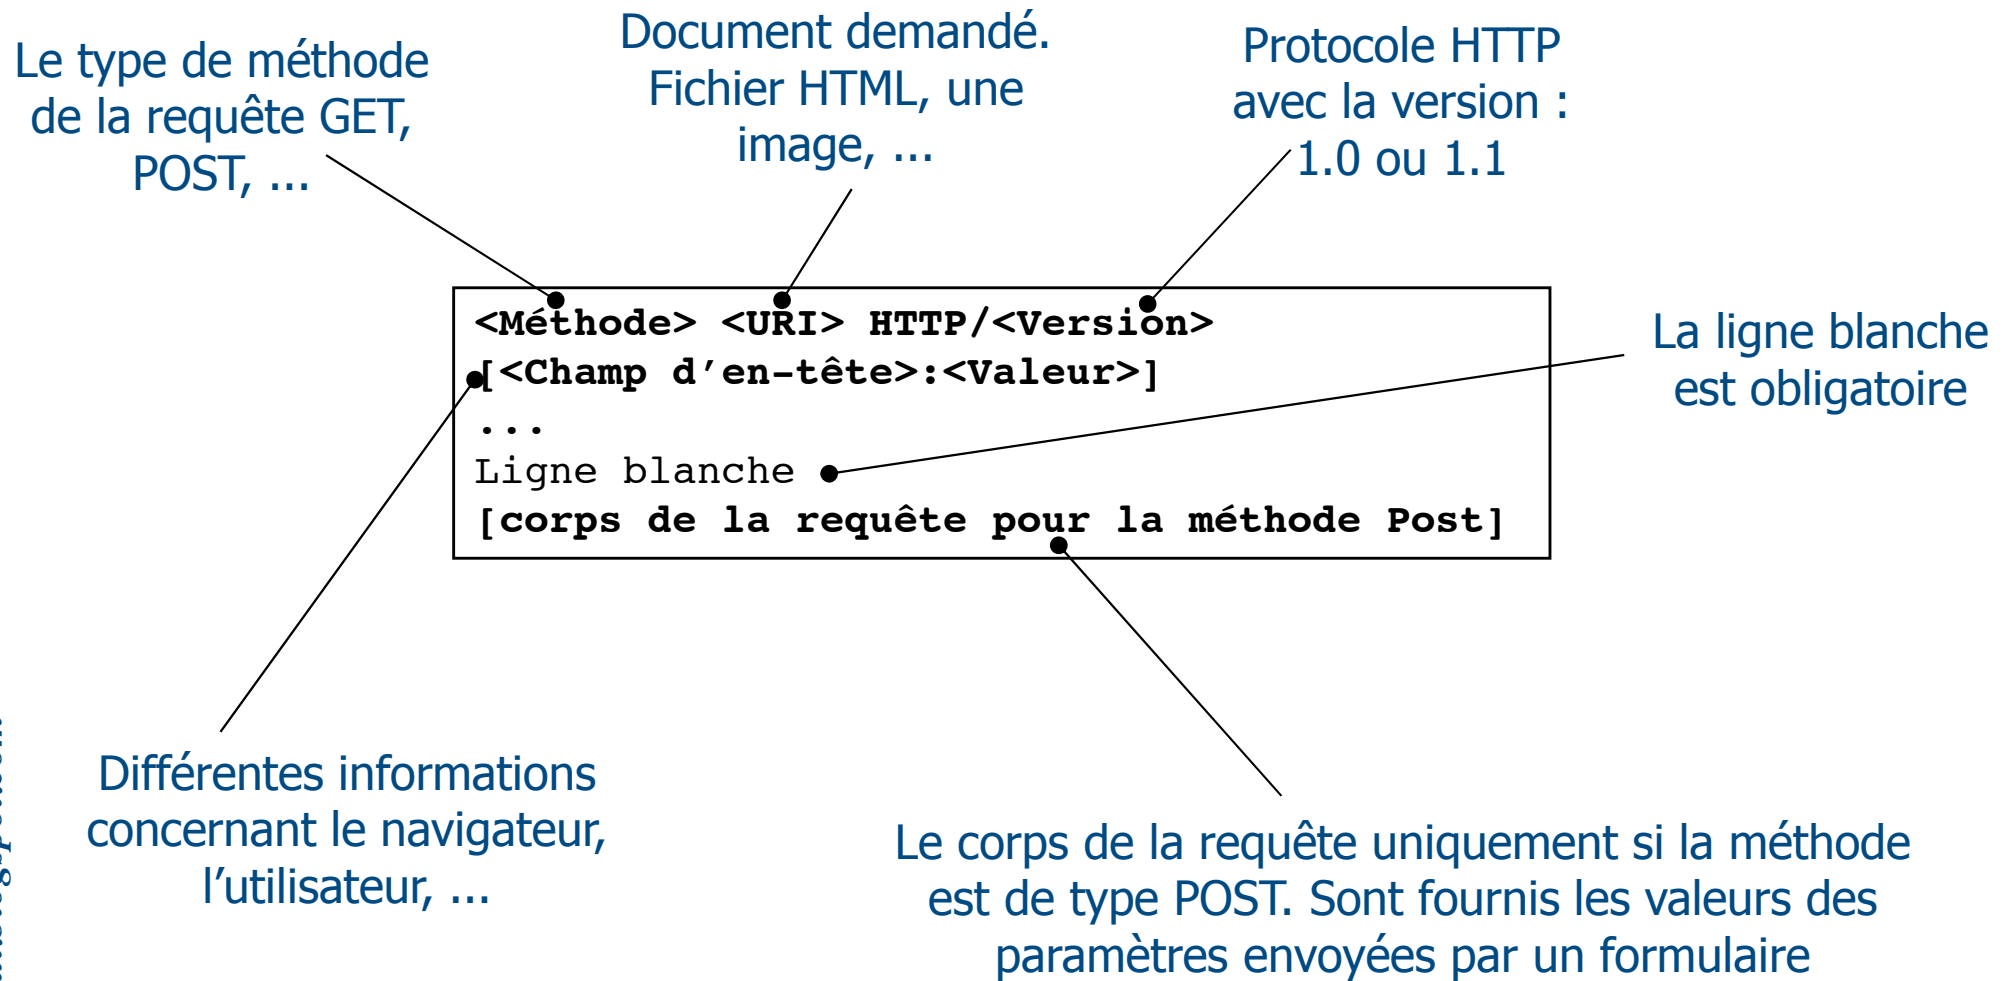 Le type de méthode
de la requête GET,
POST, ...
Document demandé.
Fichier HTML, une
image, ...
Protocole HTTP
avec la version :
1.0 ou 1.1
<Méthode> <URI> HTTP/<Version>
[<Champ d’en-tête>:<Valeur>]
...
Ligne blanche
[corps de la requête pour la méthode Post]
La ligne blanche
est obligatoire
Différentes informations
concernant le navigateur,
l’utilisateur, ...
Le corps de la requête uniquement si la méthode
est de type POST. Sont fournis les valeurs des
paramètres envoyées par un formulaire